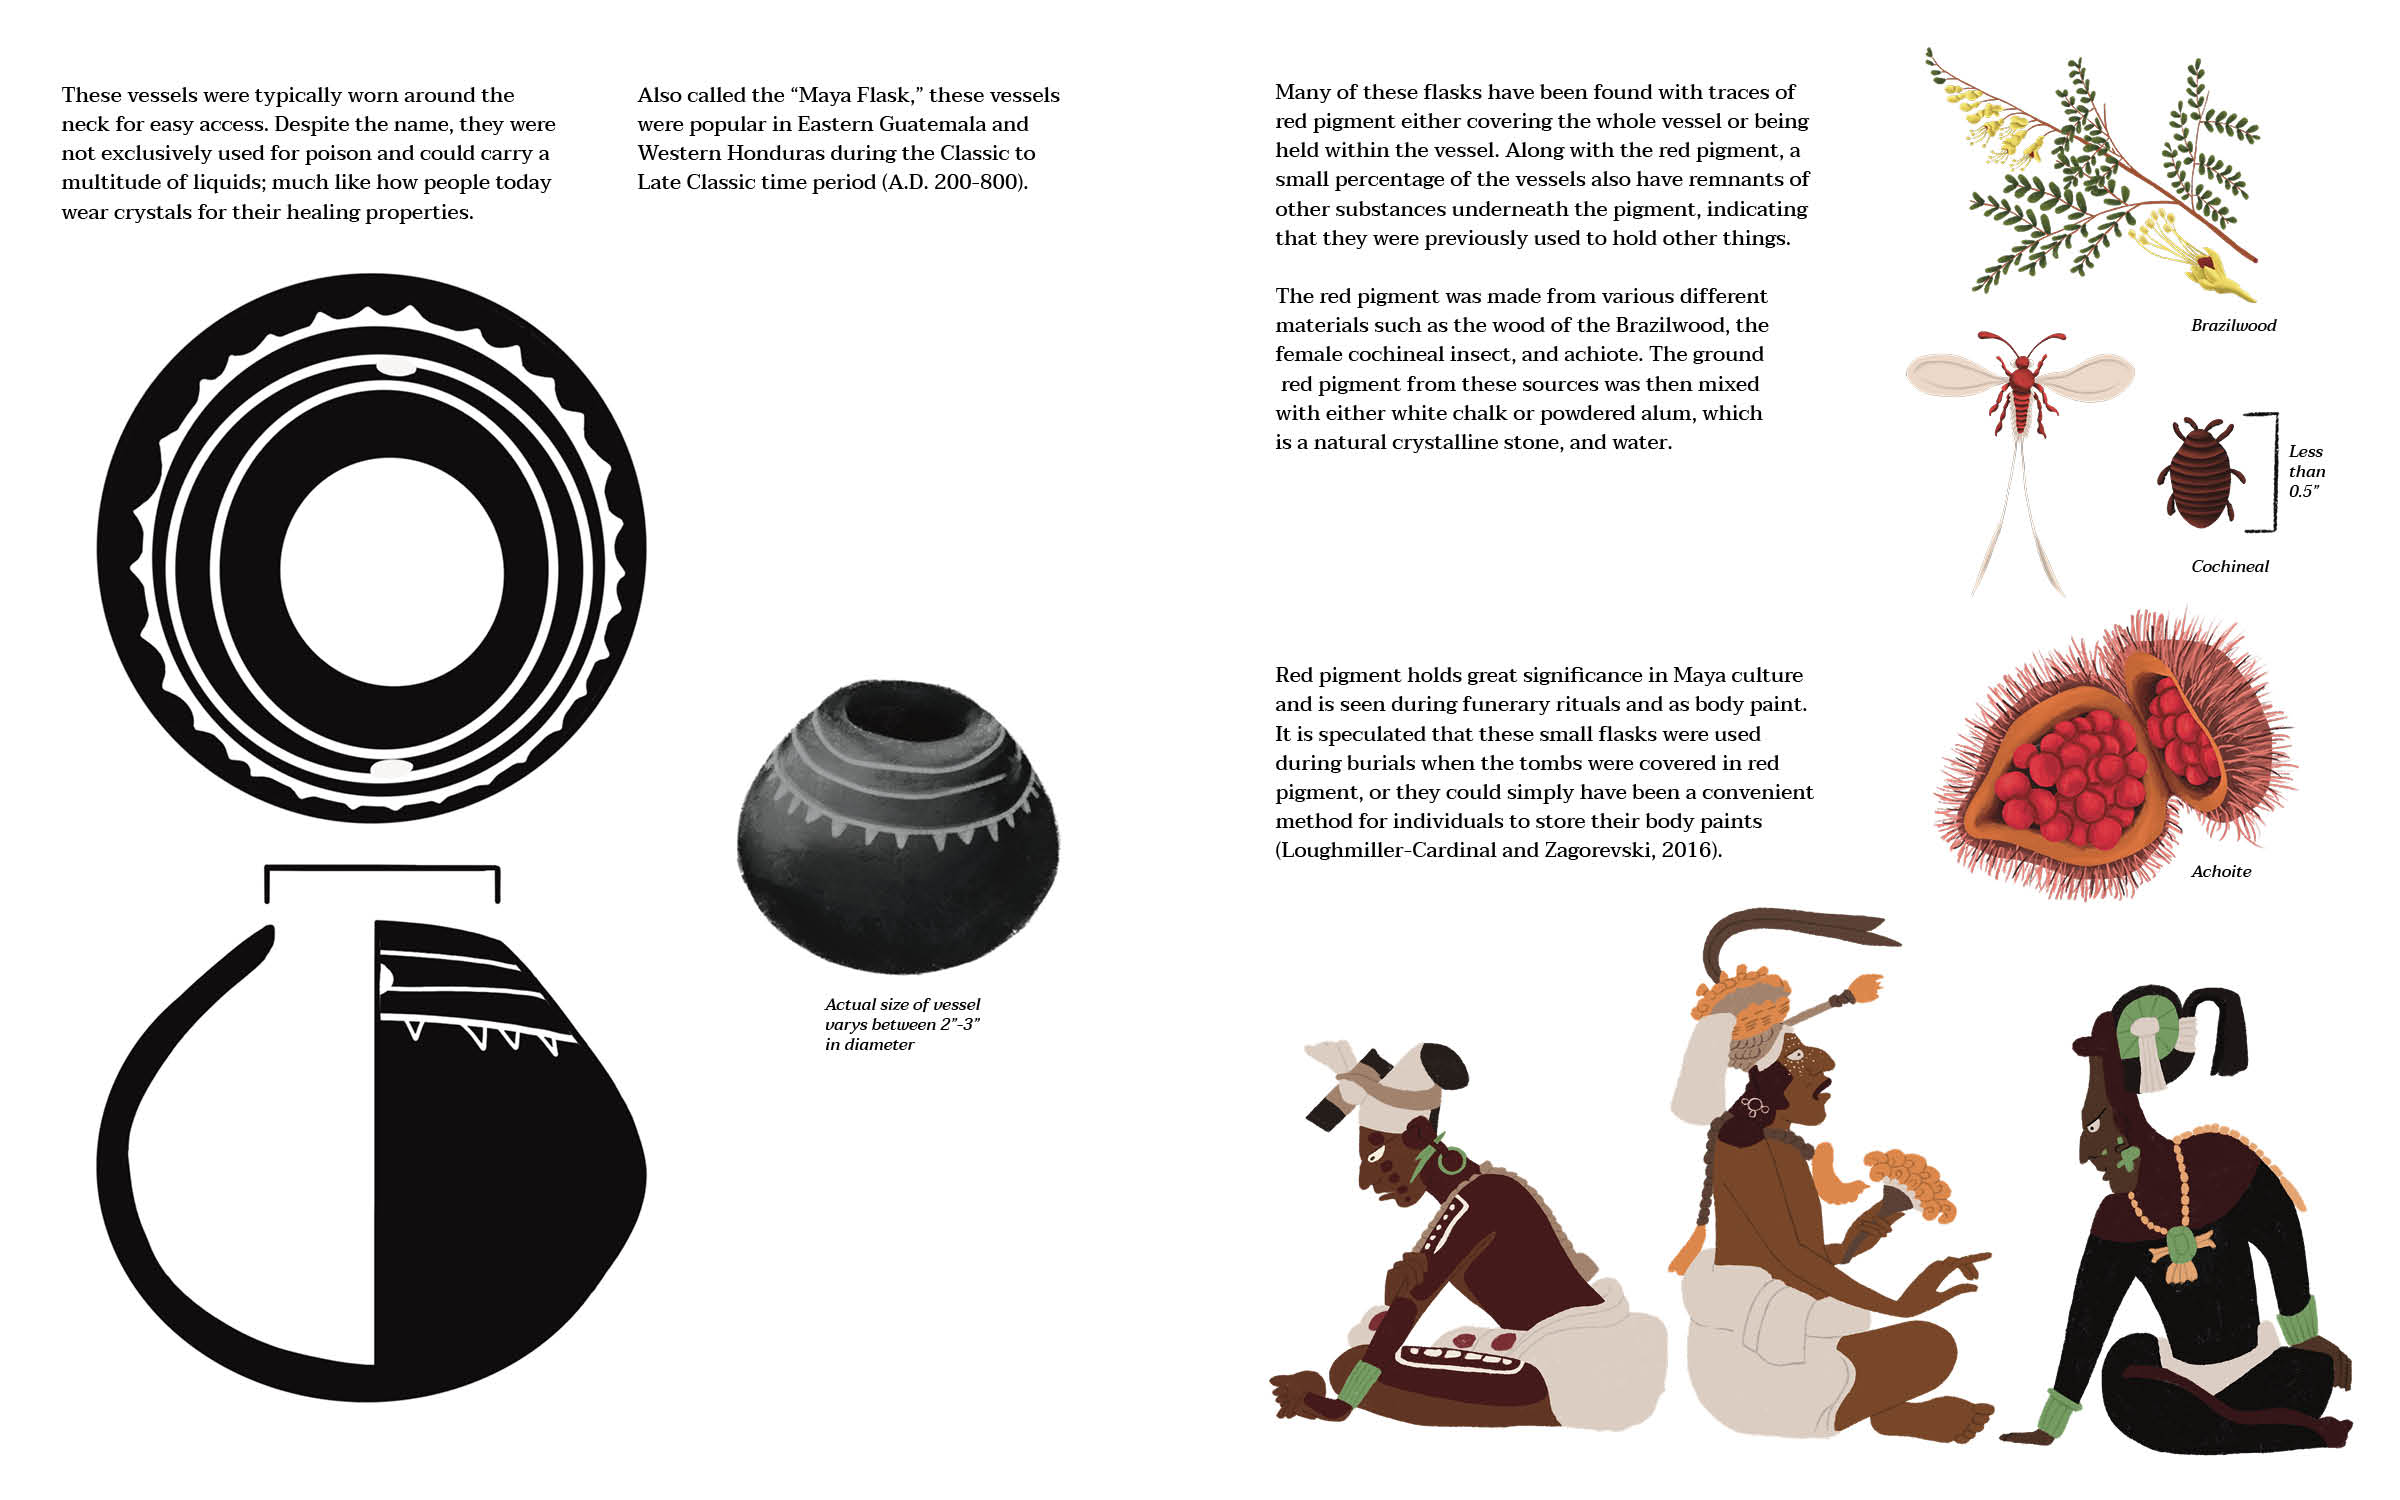 These vessels were typically worn around the
neck for easy access. Despite the name, they were
not exclusively used for poison and could carry a
multitude of liquids; much like how people today
wear crystals for their healing properties.
Also called the “Maya Flask,” these vessels
were popular in Eastern Guatemala and
Western Honduras during the Classic to
Late Classic time period (A.D. 200-800).
Actual size of vessel
varys between 2”-3”
in diameter
Many of these flasks have been found with traces of
red pigment either covering the whole vessel or being
held within the vessel. Along with the red pigment, a
small percentage of the vessels also have remnants of
other substances underneath the pigment, indicating
that they were previously used to hold other things.
The red pigment was made from various different
materials such as the wood of the Brazilwood, the
female cochineal insect, and achiote. The ground
red pigment from these sources was then mixed
with either white chalk or powdered alum, which
is a natural crystalline stone, and water.
Red pigment holds great significance in Maya culture
and is seen during funerary rituals and as body paint.
It is speculated that these small flasks were used
during burials when the tombs were covered in red
pigment, or they could simply have been a convenient
method for individuals to store their body paints
(Loughmiller-Cardinal and Zagorevski, 2016).
Brazilwood
Less
than
0.5”
Cochineal
Achoite